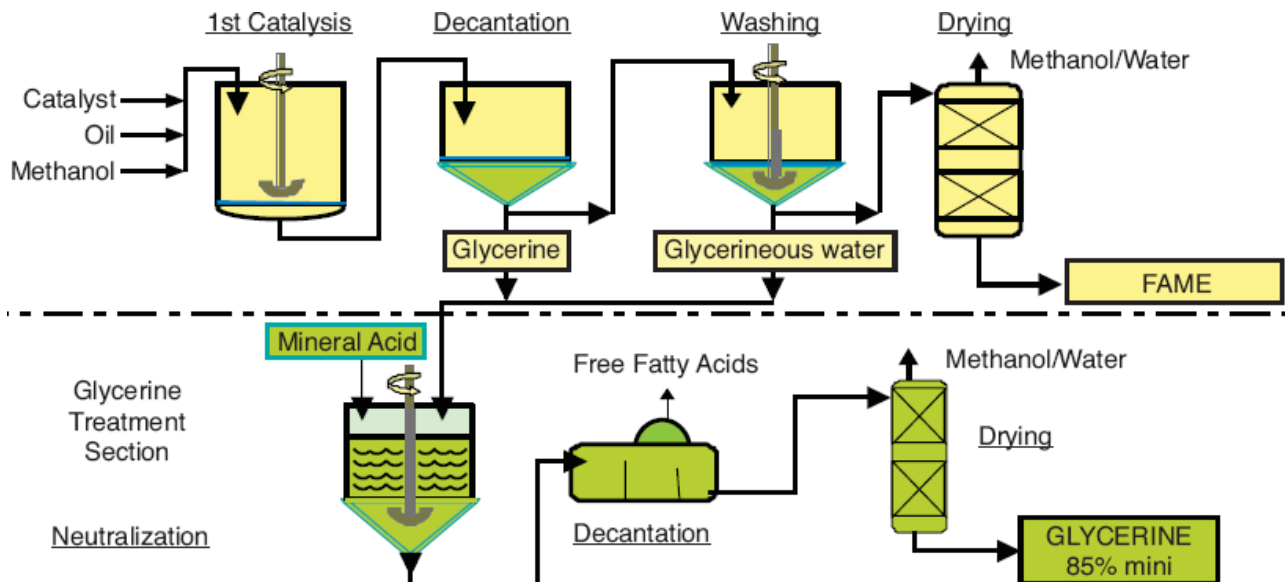 1st Catalysis
Decantation
Washing
Drying
Methanol/Water
Catalyst
Oil
Methanol
Glycerine
Glycerineous water
FAME
Mineral Acid
Free Fatty Acids
Methanol/Water
Glycerine
Treatment
Section
Drying
Neutralization
Decantation
GLYCERINE
85% mini